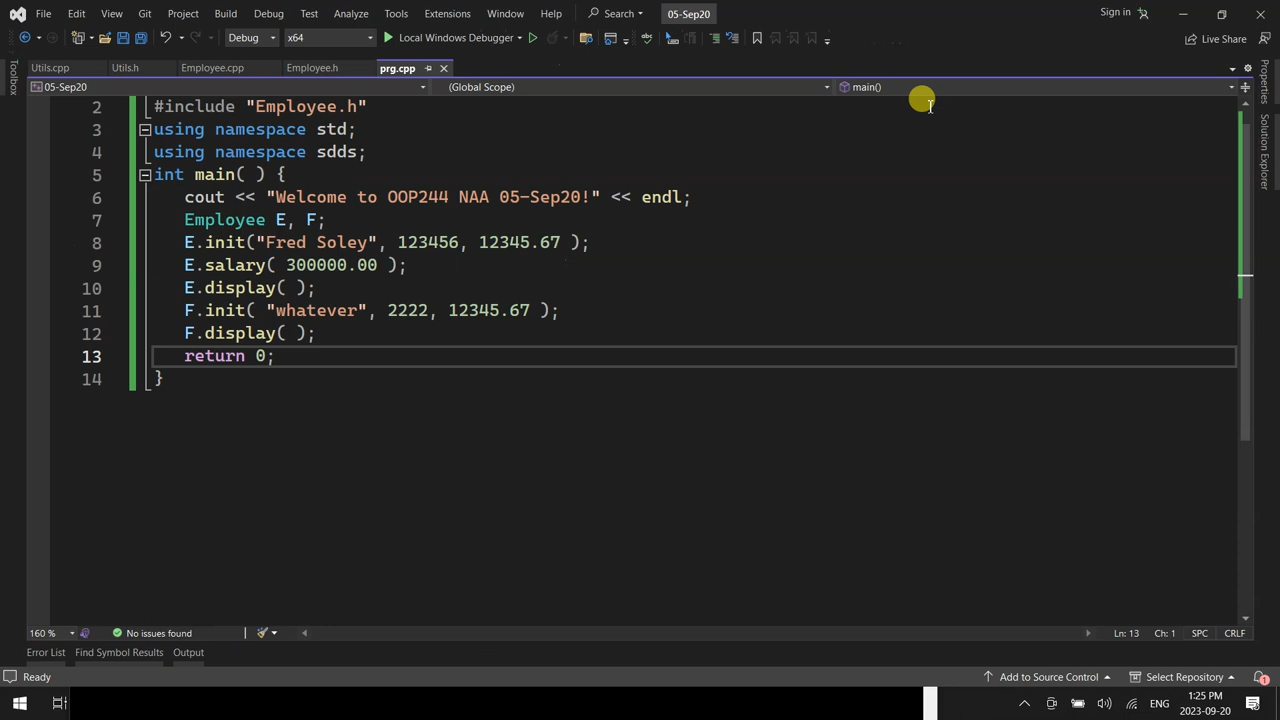 File Edit View Git Project Build Debug Test Analyze Tools Extensions Window Help Search 05-Sep20 Sign in
Debug x64 Local Windows Debugger Live Share
Toolbox
Utils.cpp Utils.h Employee.cpp Employee.h prg.cpp
05-Sep20 (Global Scope) main()
2 #include "Employee.h"
3 using namespace std;
4 using namespace sdds;
5 int main( ) {
6 cout << "Welcome to OOP244 NAA 05-Sep20!" << endl;
7 Employee E, F;
8 E.init("Fred Soley", 123456, 12345.67 );
9 E.salary( 300000.00 );
10 E.display( );
11 F.init( "whatever", 2222, 12345.67 );
12 F.display( );
13 return 0;
14 }
Properties
Solution Explorer
160 % No issues found Ln: 13 Ch: 1 SPC CRLF
Error List Find Symbol Results Output
Ready Add to Source Control Select Repository 1
ENG 1:25 PM
2023-09-20